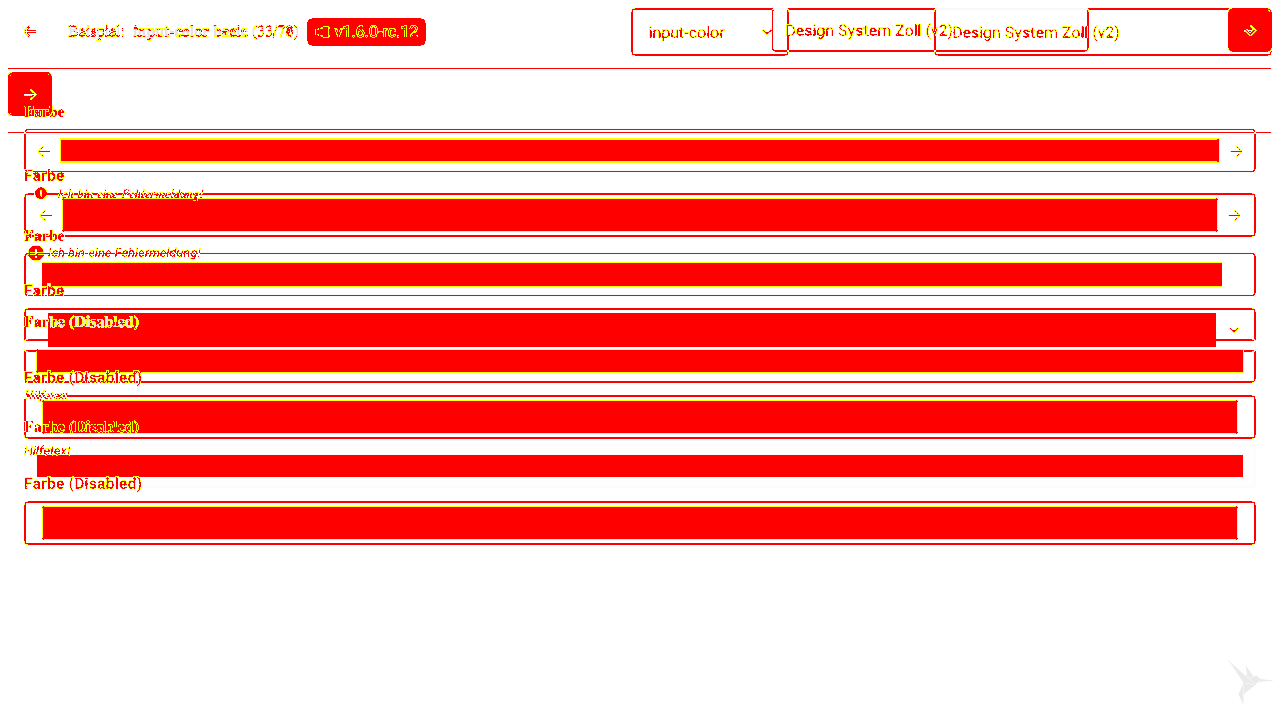 Beispiel: input-color basic (33/78) v1.6.0-rc.12 input-color Design System Zoll (v2) Design System Zoll (v2)
Farbe
Farbe
Ich bin eine Fehlermeldung!
Farbe
Ich bin eine Fehlermeldung!
Farbe
Farbe (Disabled)
Farbe (Disabled)
Hilfetext
Farbe (Disabled)
Hilfetext
Farbe (Disabled)